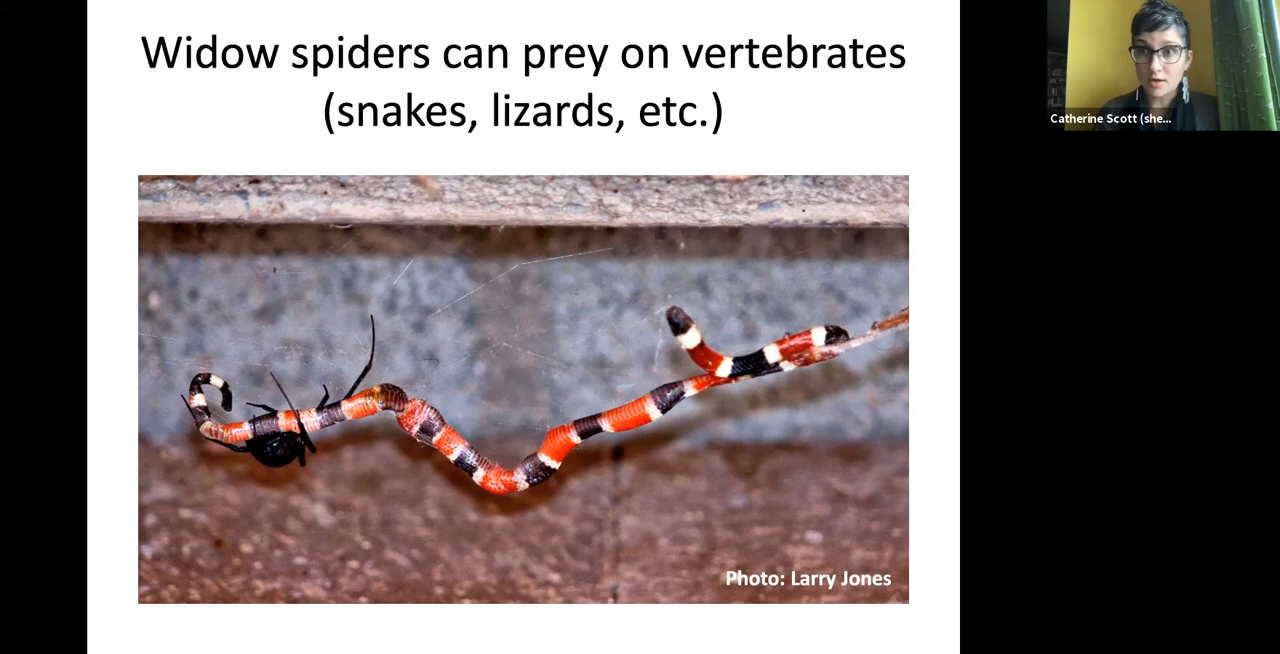 Widow spiders can prey on vertebrates
(snakes, lizards, etc.)
Catherine Scott (she...
Photo: Larry Jones